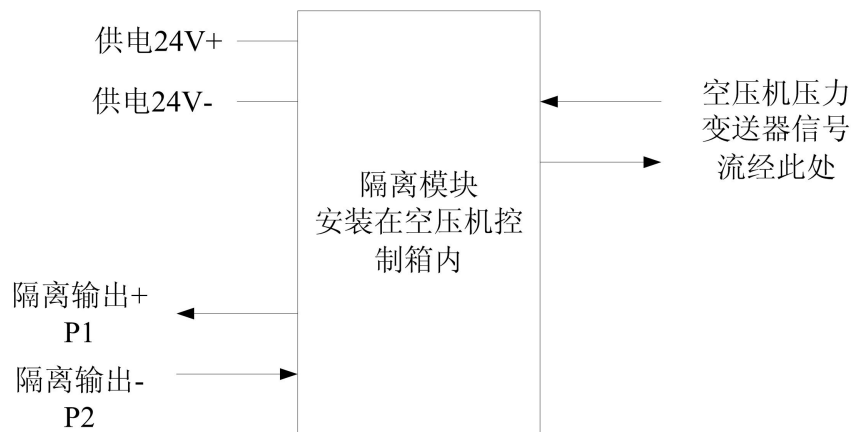 供电24V+
供电24V-
空压机压力
变送器信号
流经此处
隔离模块
安装在空压机控
制箱内
隔离输出+
P1
隔离输出-
P2